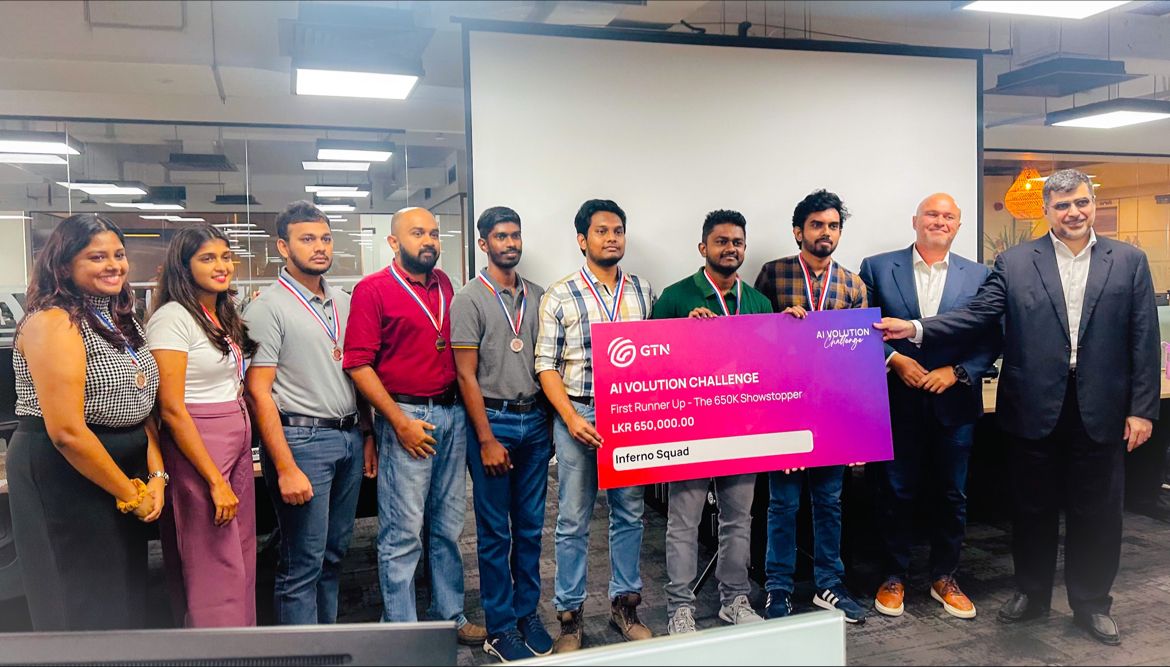 GTN
AI VOLUTION
Challenge
AI VOLUTION CHALLENGE
First Runner Up - The 650K Showstopper
LKR 650,000.00
Inferno Squad